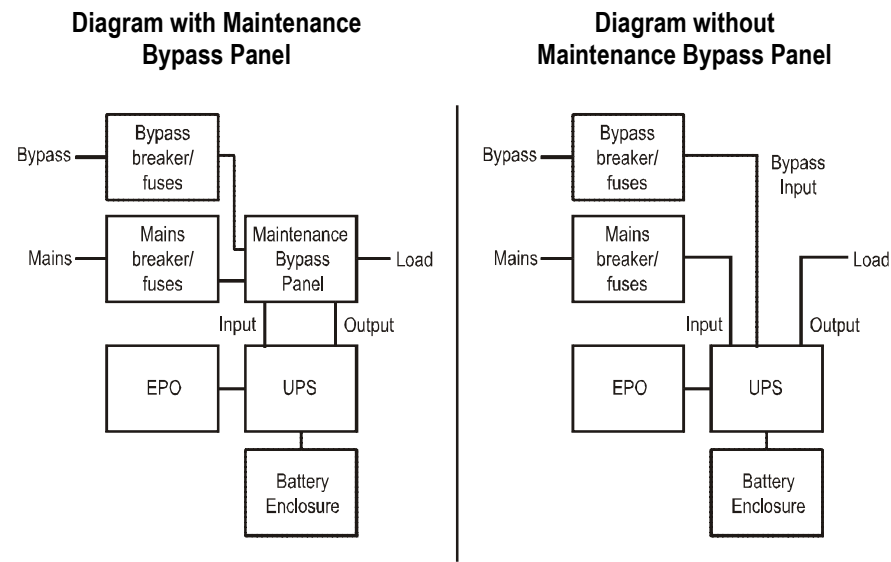 Diagram with Maintenance
Bypass Panel
Bypass
Bypass
breaker/
fuses
Mains
Mains
breaker/
fuses
Maintenance
Bypass
Panel
Load
Input
Output
EPO
UPS
Battery
Enclosure
Diagram without
Maintenance Bypass Panel
Bypass
Bypass
breaker/
fuses
Bypass
Input
Mains
Mains
breaker/
fuses
Load
Input
Output
EPO
UPS
Battery
Enclosure